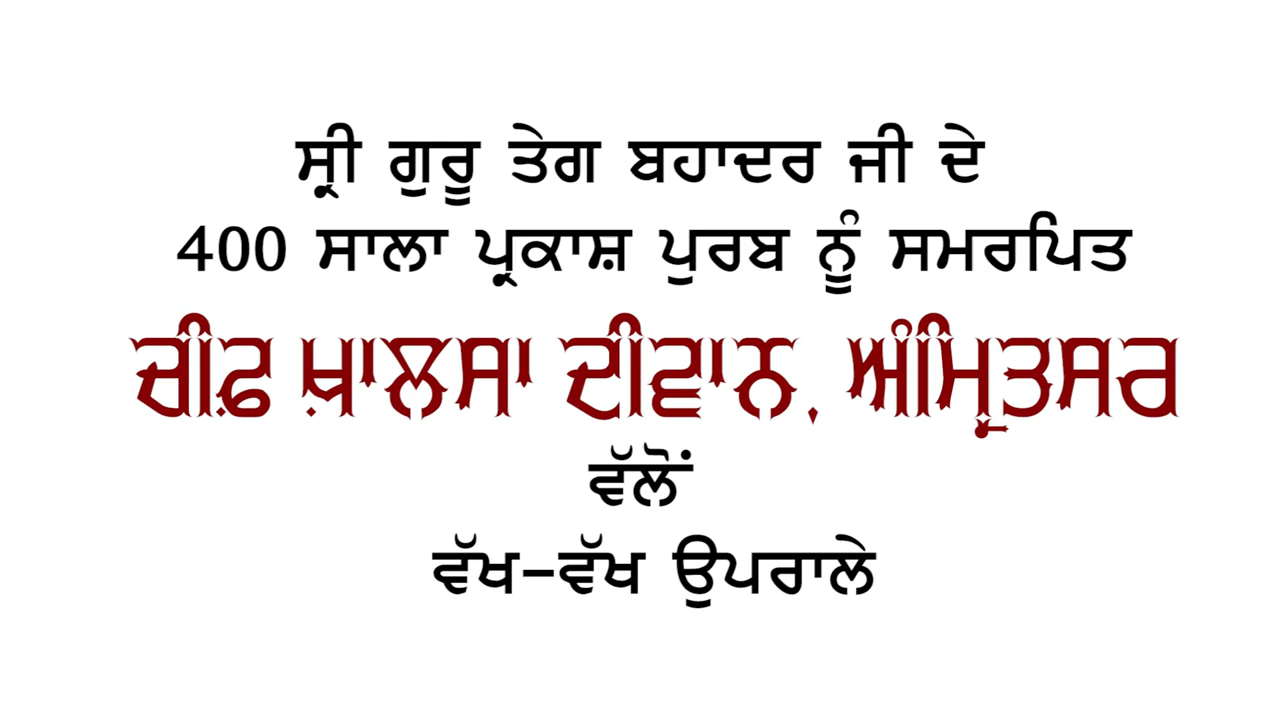 ਸ਼੍ਰੀ ਗੁਰੂ ਤੇਗ ਬਹਾਦਰ ਜੀ ਦੇ
400 ਸਾਲਾ ਪ੍ਰਕਾਸ਼ ਪੁਰਬ ਨੂੰ ਸਮਰਪਿਤ
ਚੀਫ਼ ਖ਼ਾਲਸਾ ਦੀਵਾਨ, ਅੰਮ੍ਰਿਤਸਰ
ਵੱਲੋਂ
ਵੱਖ-ਵੱਖ ਉਪਰਾਲੇ